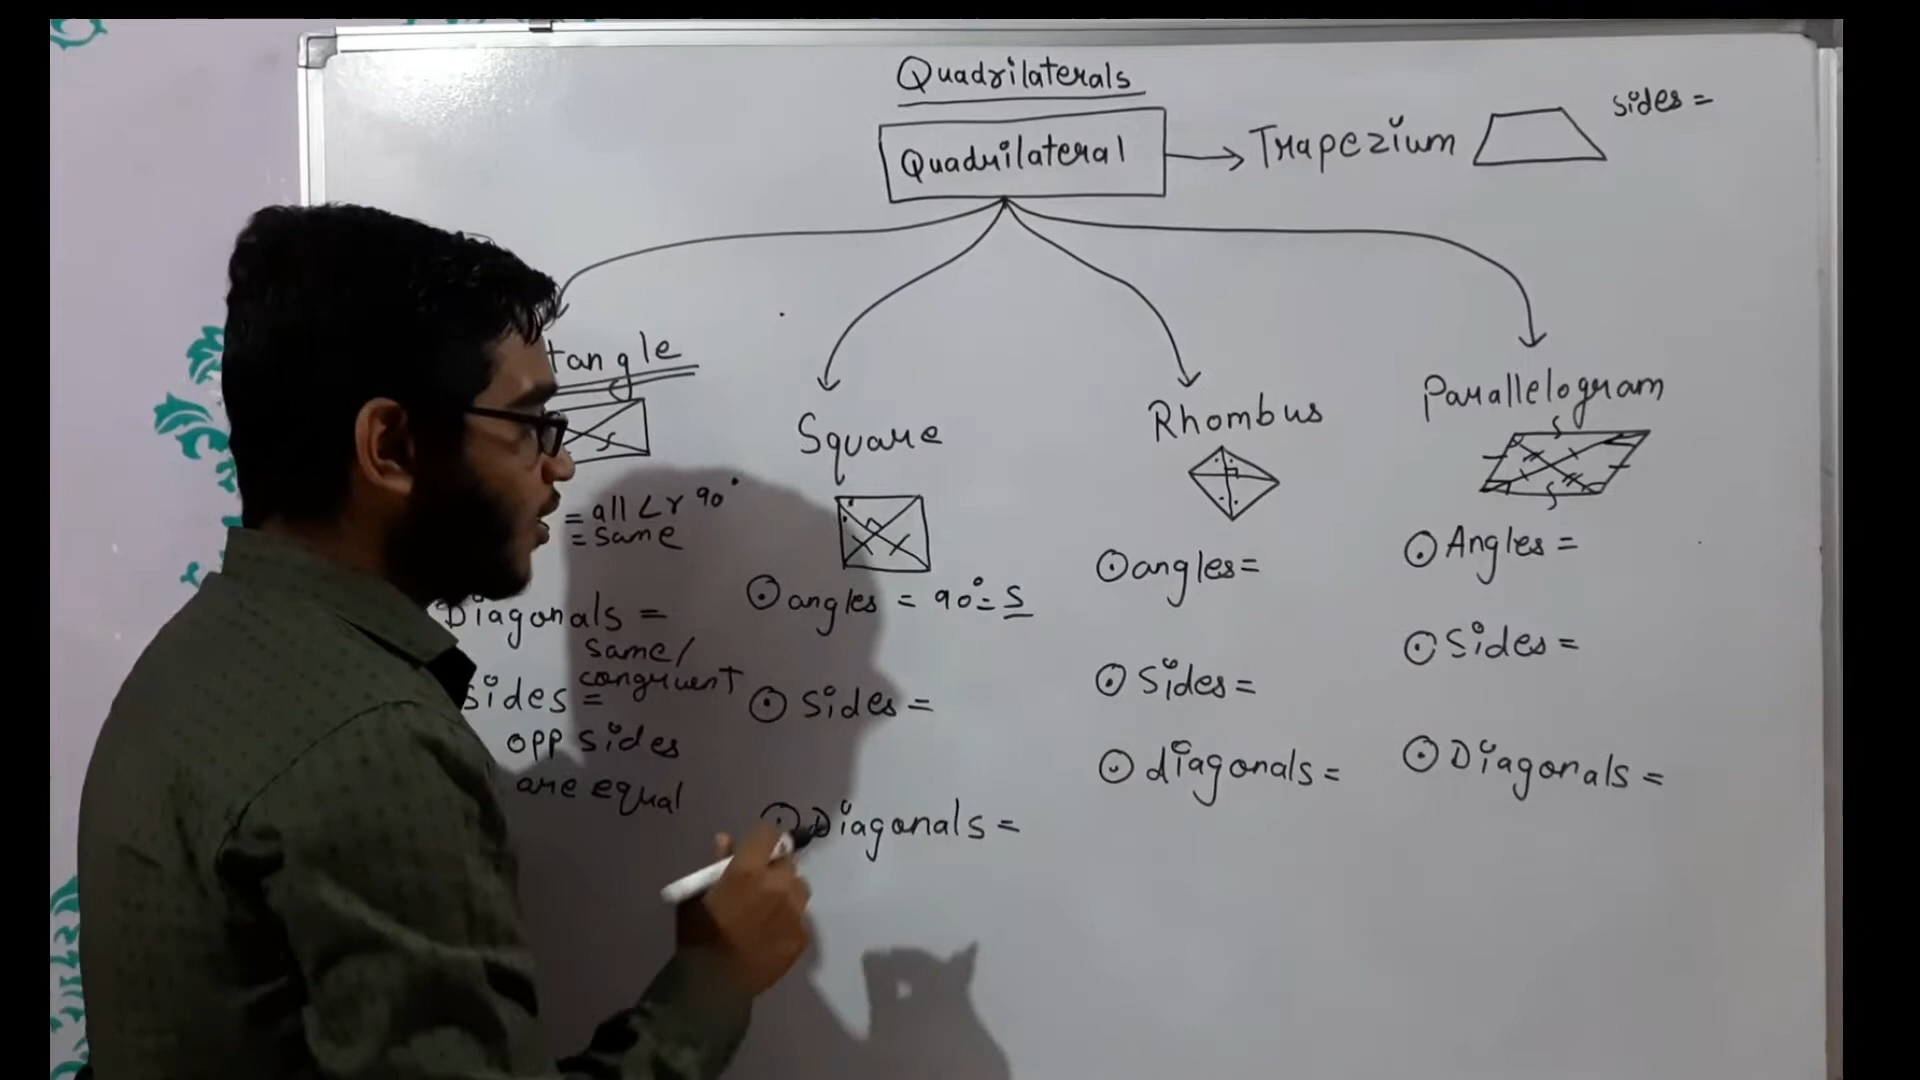 Quadrilaterals
Quadrilateral
Trapezium
sides =
tangle
= all ∠r 90°
= same
Diagonals =
same/
congruent
sides =
opp sides
are equal
Square
angles = 90° = S
Sides =
Diagonals =
Rhombus
angles =
Sides =
diagonals =
Parallelogram
Angles =
Sides =
Diagonals =